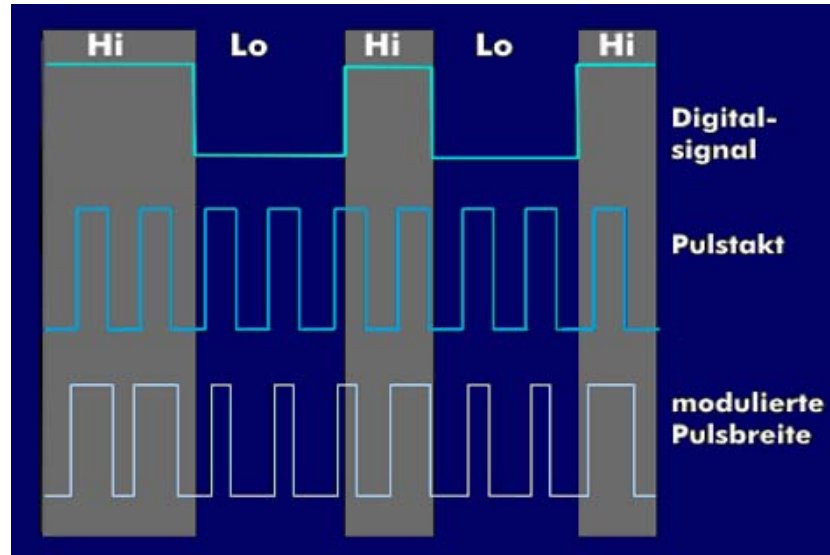 Hi Lo Hi Lo Hi
Digital-
signal
Pulstakt
modulierte
Pulsbreite